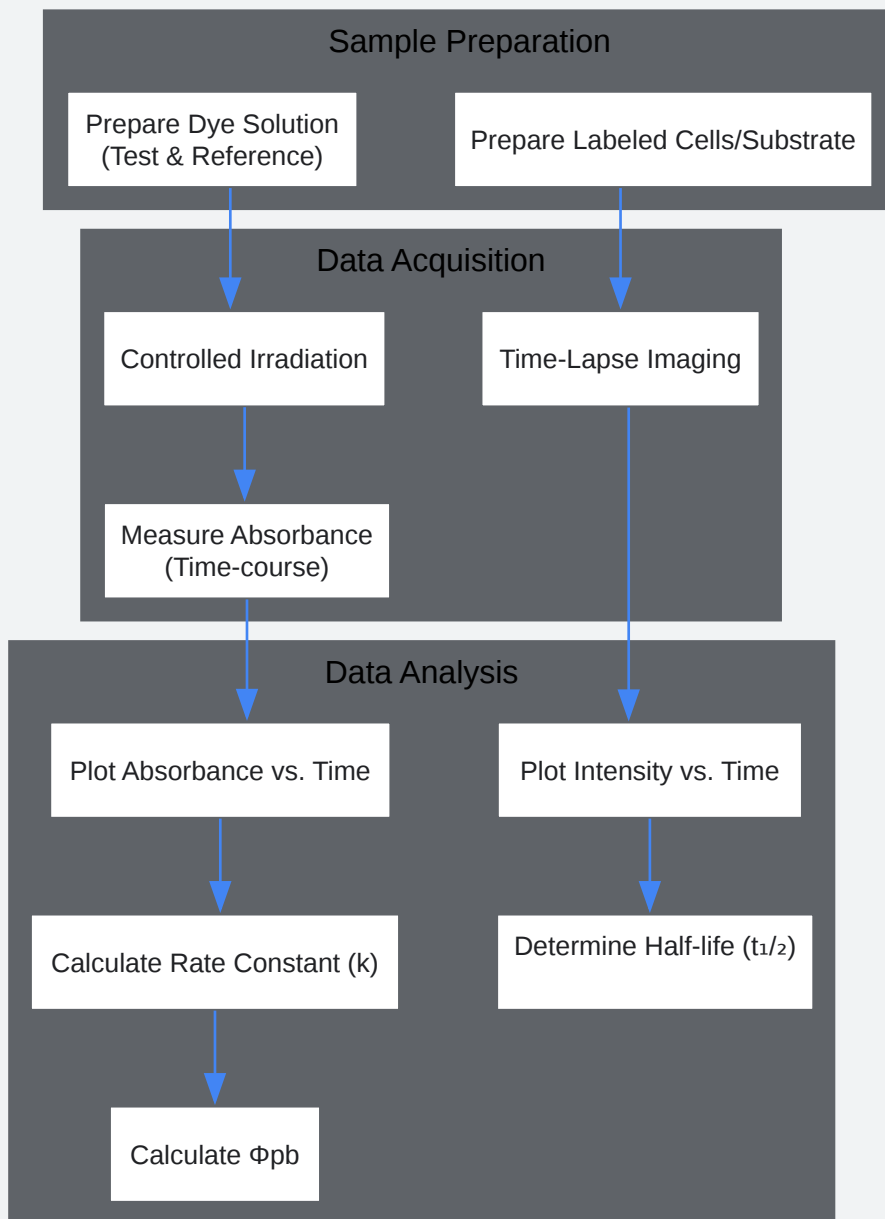 Sample Preparation
Prepare Dye Solution
(Test & Reference)
Prepare Labeled Cells/Substrate
Data Acquisition
Controlled Irradiation
Time-Lapse Imaging
Measure Absorbance
(Time-course)
Data Analysis
Plot Absorbance vs. Time
Plot Intensity vs. Time
Calculate Rate Constant (k)
Determine Half-life (t₁/₂)
Calculate Φpb